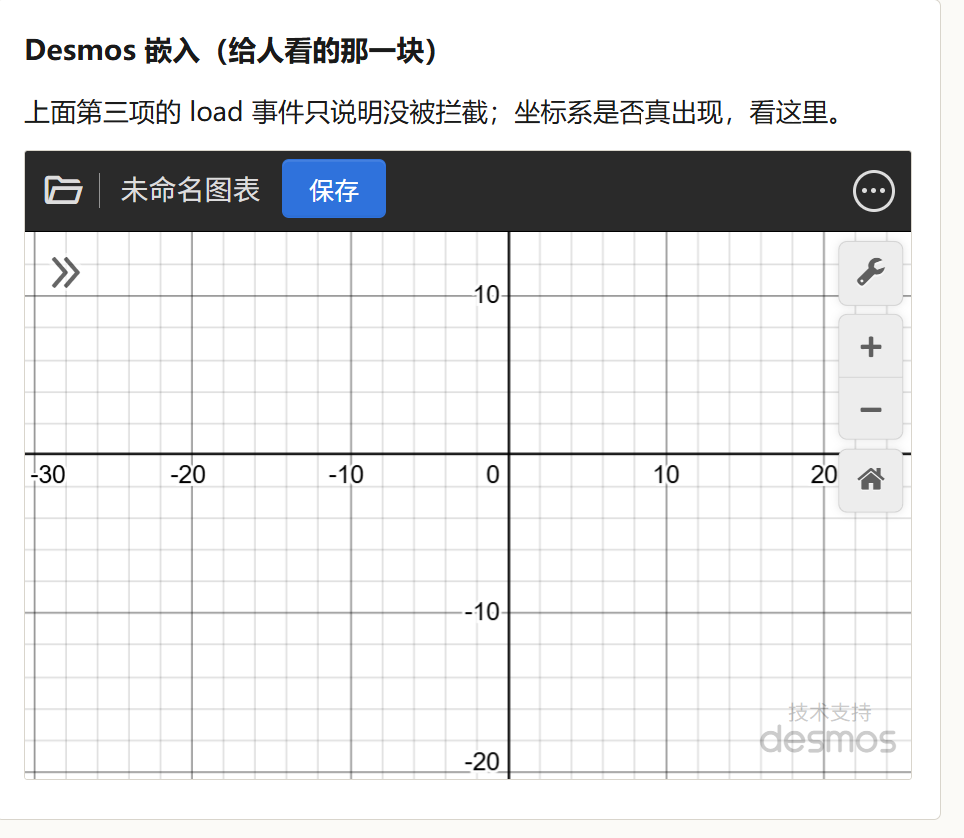 Desmos 嵌入（给人看的那一块）
上面第三项的 load 事件只说明没被拦截；坐标系是否真出现，看这里。
未命名图表 保存
10
-30 -20 -10 0 10 20
-10
技术支持
desmos
-20